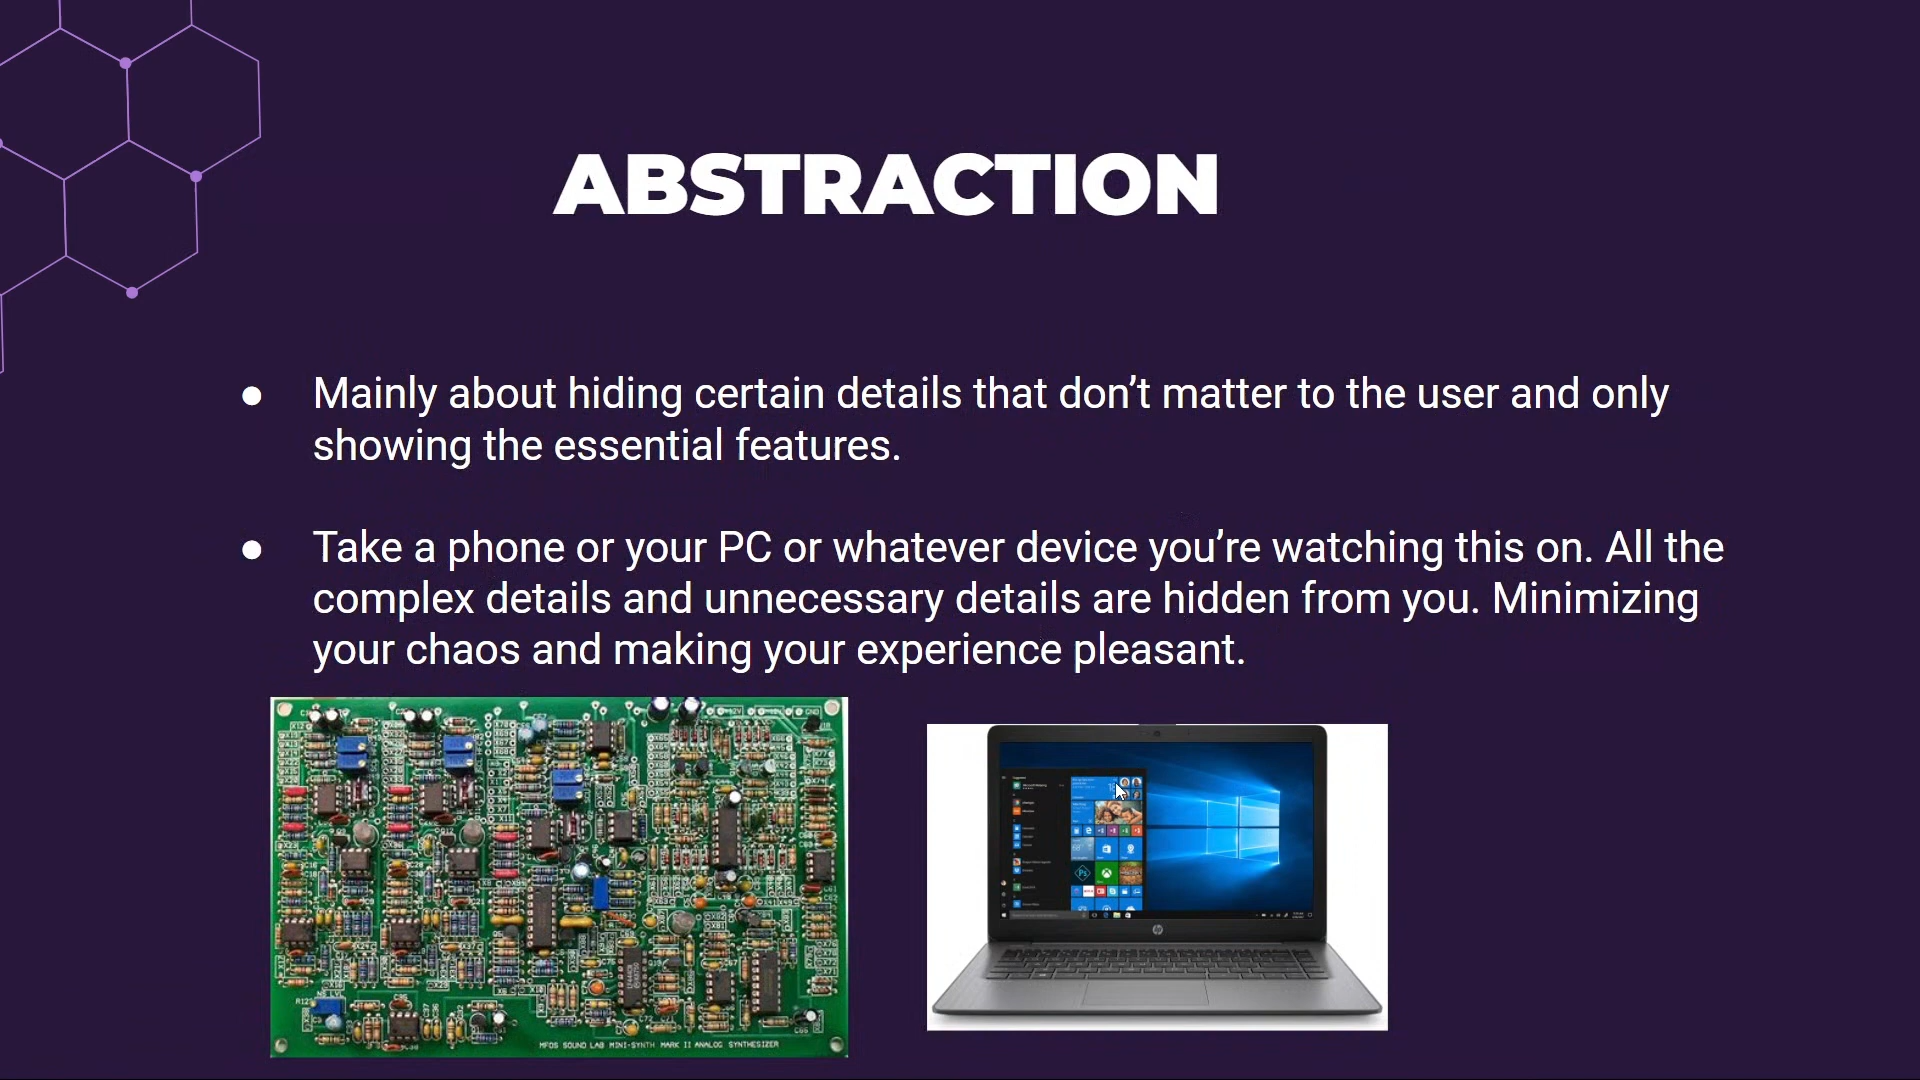 ABSTRACTION
● Mainly about hiding certain details that don’t matter to the user and only
showing the essential features.
● Take a phone or your PC or whatever device you’re watching this on. All the
complex details and unnecessary details are hidden from you. Minimizing
your chaos and making your experience pleasant.
MFOS SOUND LAB MINI-SYNTH MARK II ANALOG SYNTHESIZER
hp